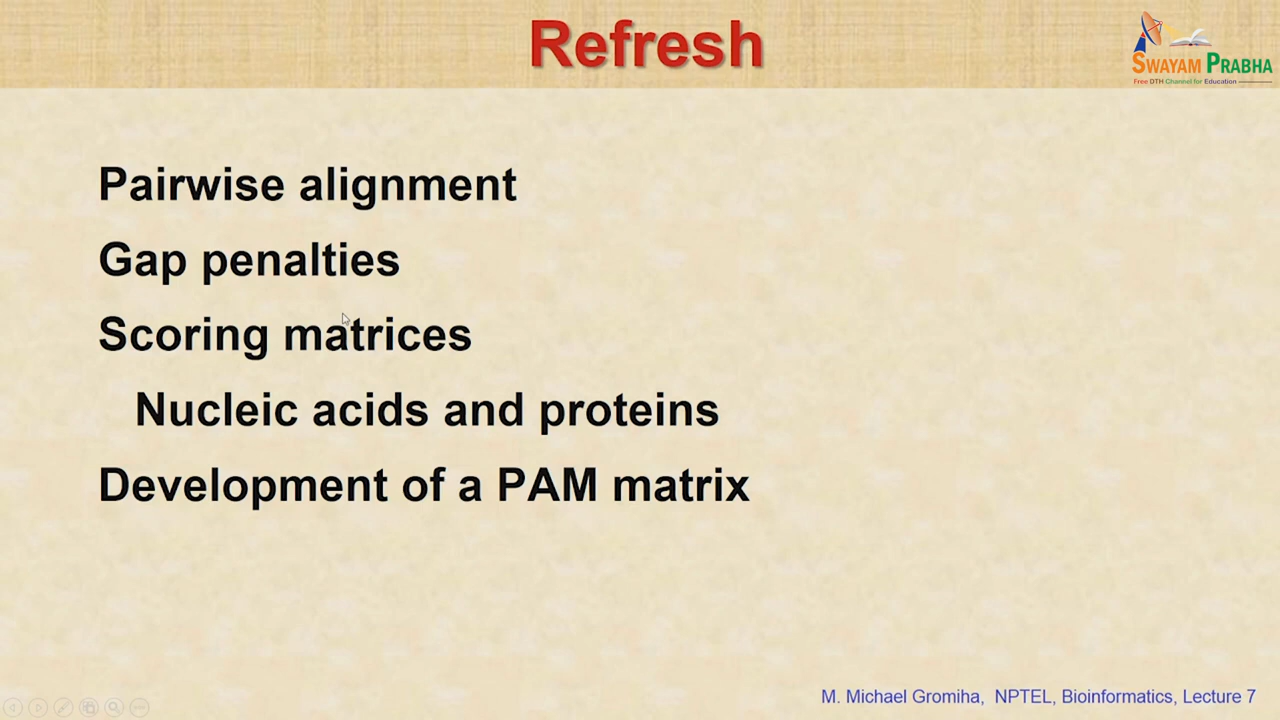 Refresh
SWAYAM PRABHA
Free DTH Channel for Education
Pairwise alignment
Gap penalties
Scoring matrices
Nucleic acids and proteins
Development of a PAM matrix
M. Michael Gromiha, NPTEL, Bioinformatics, Lecture 7